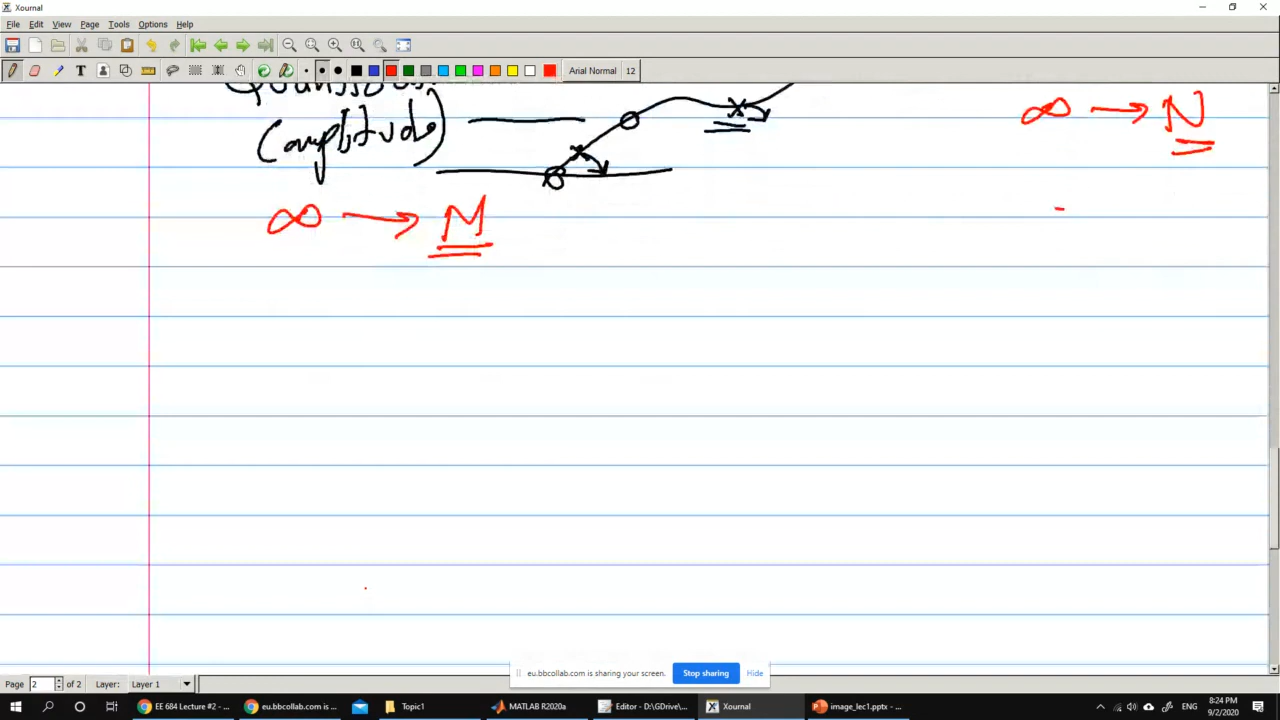 Xournal
File Edit View Page Tools Options Help
Arial Normal 12
(amplitude)
∞ → N
∞ → M
eu.bbcollab.com is sharing your screen. Stop sharing Hide
Page 2 of 2 Layer: Layer 1
EE 684 Lecture #2 - ... eu.bbcollab.com is ... Topic1 MATLAB R2020a Editor - D:\GDrive\... Xournal image_lec1.pptx - ... ENG 8:24 PM
9/2/2020